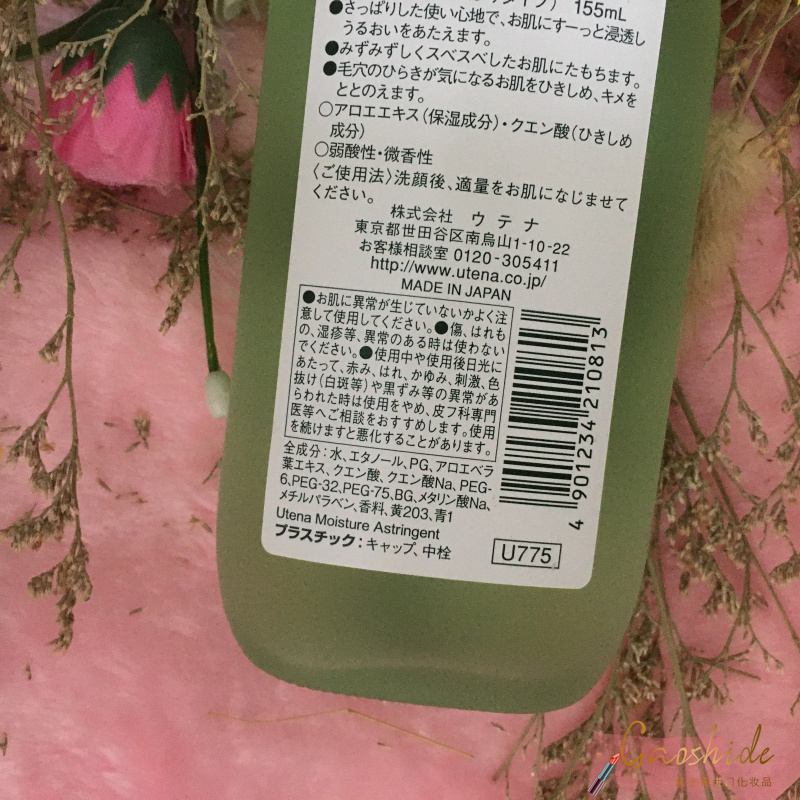 155mL
●さっぱりした使い心地で、お肌にすーっと浸透し
うるおいをあたえます。
●みずみずしくスベスベしたお肌にたもちます。
●毛穴のひらきが気になるお肌をひきしめ、キメを
ととのえます。
○アロエエキス(保湿成分)・クエン酸(ひきしめ
成分)
○弱酸性・微香性
〈ご使用法〉洗顔後、適量をお肌になじませて
ください。
株式会社 ウテナ
東京都世田谷区南烏山1-10-22
お客様相談室 0120-305411
http://www.utena.co.jp/
MADE IN JAPAN
●お肌に異常が生じていないかよく注
意して使用してください。●傷、はれも
の、湿疹等、異常のある時は使わない
でください。●使用中や使用後日光に
あたって、赤み、はれ、かゆみ、刺激、色
抜け(白斑等)や黒ずみ等の異常があ
らわれた時は使用をやめ、皮フ科専門
医等へご相談をおすすめします。使用
を続けますと悪化することがあります。
4 901234 210813
全成分:水、エタノール、PG、アロエベラ
葉エキス、クエン酸、クエン酸Na、PEG-
6、PEG-32、PEG-75、BG、メタリン酸Na、
メチルパラベン、香料、黄203、青1
Utena Moisture Astringent
プラスチック:キャップ、中栓
U775
Gaoshide